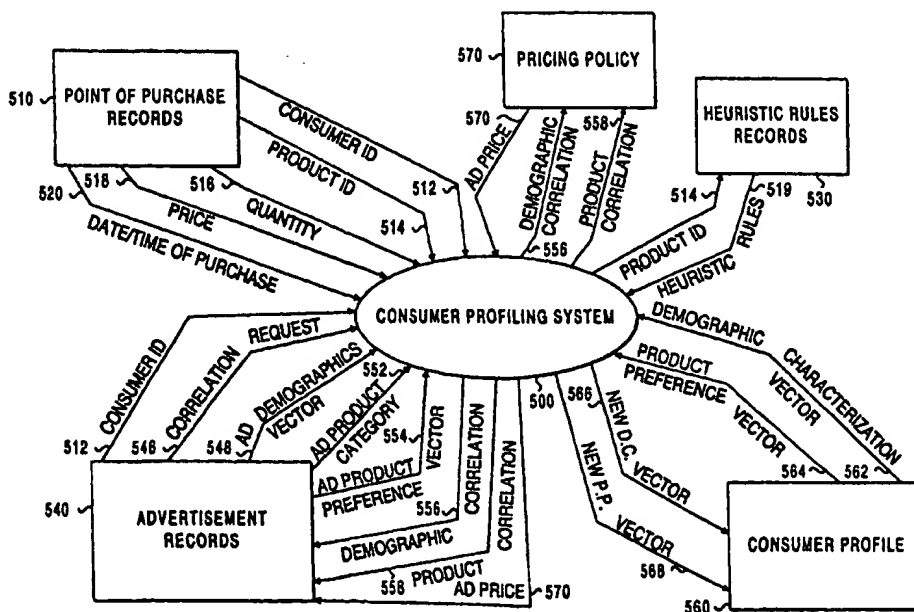 510
POINT OF PURCHASE
RECORDS
CONSUMER ID
PRODUCT ID
512
514
516
QUANTITY
518
PRICE
520
DATE/TIME OF PURCHASE
570
PRICING POLICY
570
AD PRICE
DEMOGRAPHIC
CORRELATION
556
558
PRODUCT
CORRELATION
HEURISTIC RULES
RECORDS
514
519
530
PRODUCT ID
HEURISTIC RULES
CONSUMER PROFILING SYSTEM
500
CONSUMER ID
512
CORRELATION REQUEST
546
AD DEMOGRAPHICS
VECTOR
548
AD PRODUCT
CATEGORY
552
AD PRODUCT
PREFERENCE VECTOR
554
540
ADVERTISEMENT
RECORDS
556
DEMOGRAPHIC CORRELATION
558
PRODUCT CORRELATION
AD PRICE
570
566
NEW D.C. VECTOR
NEW P.P. VECTOR
568
DEMOGRAPHIC CHARACTERIZATION
VECTOR
PRODUCT
PREFERENCE VECTOR
564
562
CONSUMER PROFILE
560